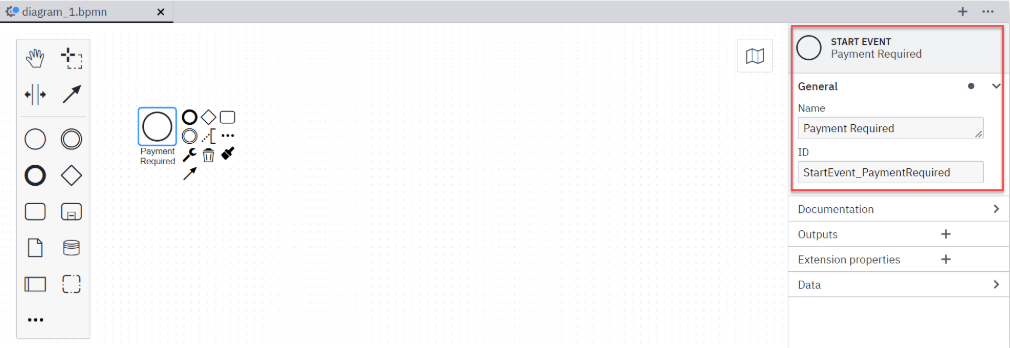 diagram_1.bpmn
START EVENT
Payment Required
General
Name
Payment Required
ID
StartEvent_PaymentRequired
Documentation
Outputs
Extension properties
Data
Payment
Required